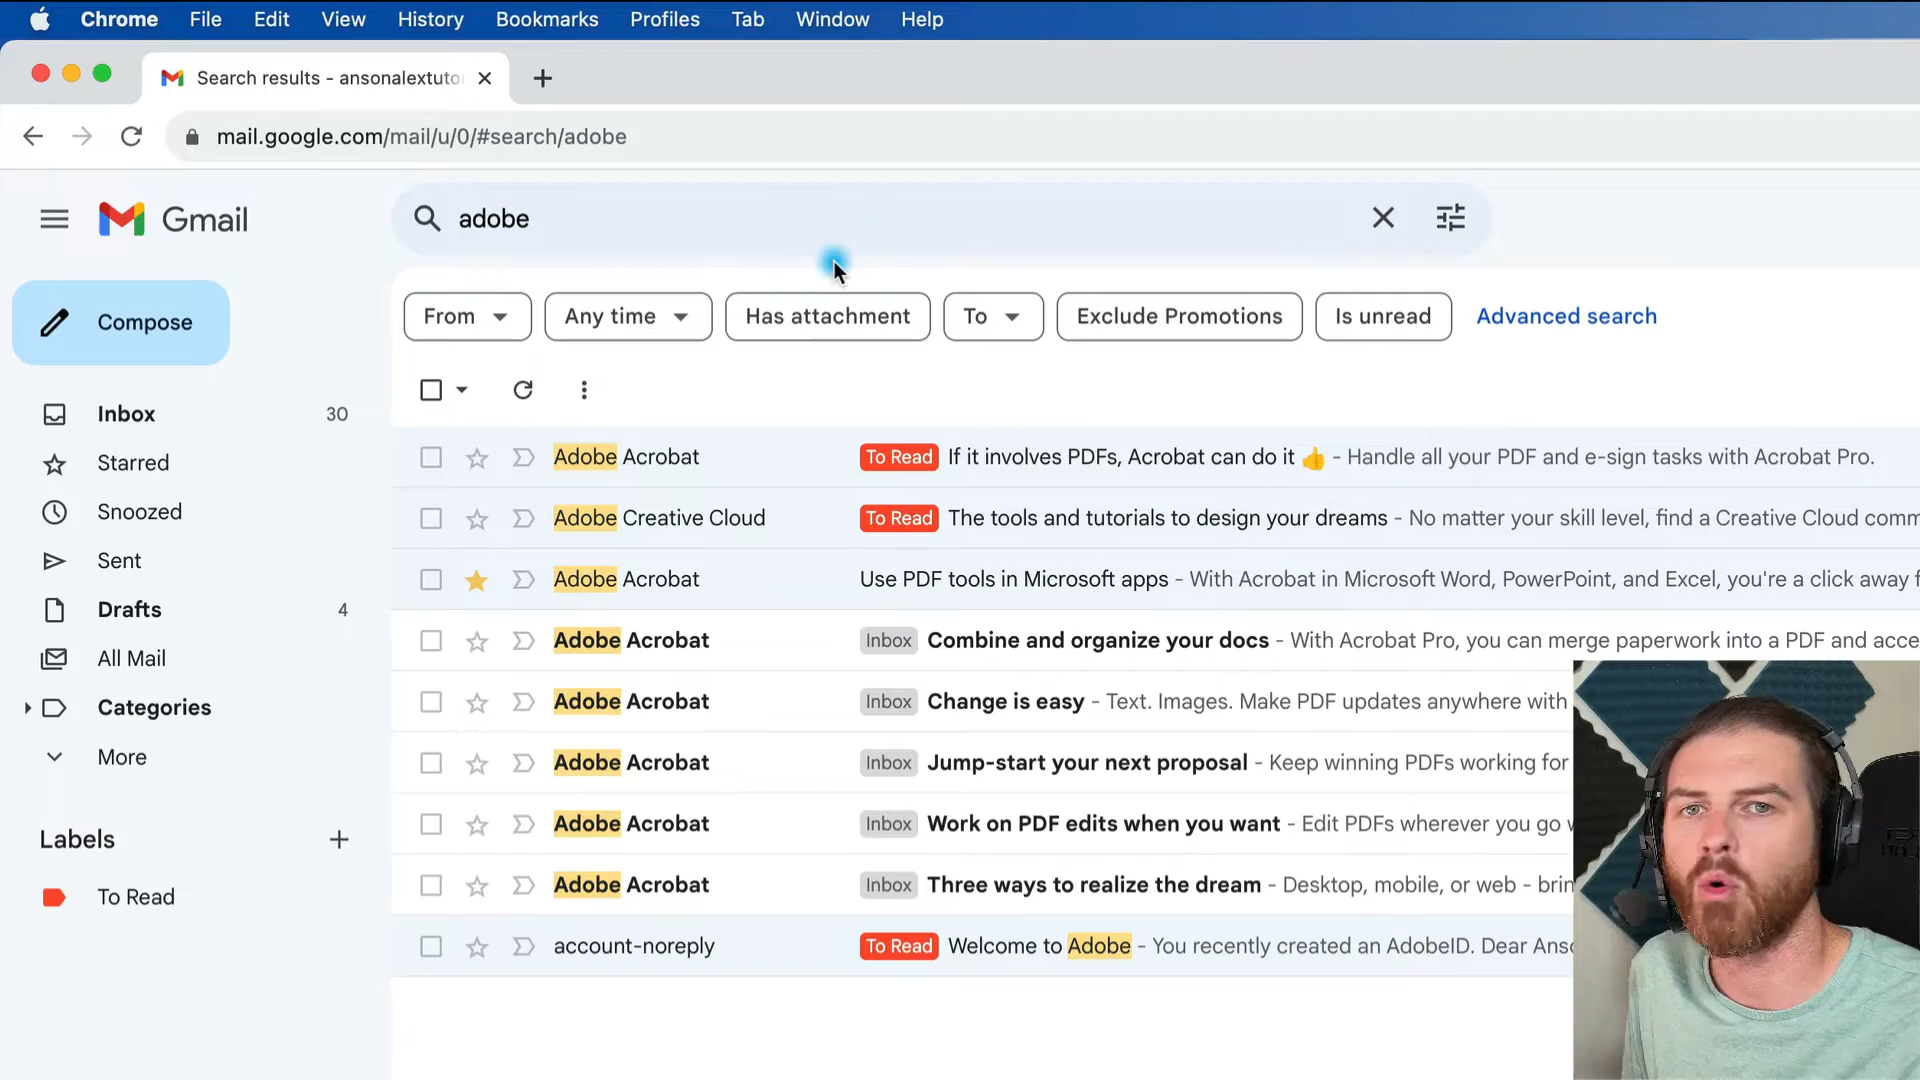 Chrome File Edit View History Bookmarks Profiles Tab Window Help
Search results - ansonalextuto
mail.google.com/mail/u/0/#search/adobe
Gmail
adobe
Compose
From Any time Has attachment To Exclude Promotions Is unread Advanced search
Inbox 30
Starred
Snoozed
Sent
Drafts 4
All Mail
Categories
More
Labels
To Read
Adobe Acrobat To Read If it involves PDFs, Acrobat can do it 👍 - Handle all your PDF and e-sign tasks with Acrobat Pro.
Adobe Creative Cloud To Read The tools and tutorials to design your dreams - No matter your skill level, find a Creative Cloud comm
Adobe Acrobat Use PDF tools in Microsoft apps - With Acrobat in Microsoft Word, PowerPoint, and Excel, you're a click away f
Adobe Acrobat Inbox Combine and organize your docs - With Acrobat Pro, you can merge paperwork into a PDF and acce
Adobe Acrobat Inbox Change is easy - Text. Images. Make PDF updates anywhere with
Adobe Acrobat Inbox Jump-start your next proposal - Keep winning PDFs working for
Adobe Acrobat Inbox Work on PDF edits when you want - Edit PDFs wherever you go
Adobe Acrobat Inbox Three ways to realize the dream - Desktop, mobile, or web - brin
account-noreply To Read Welcome to Adobe - You recently created an AdobeID. Dear Anso